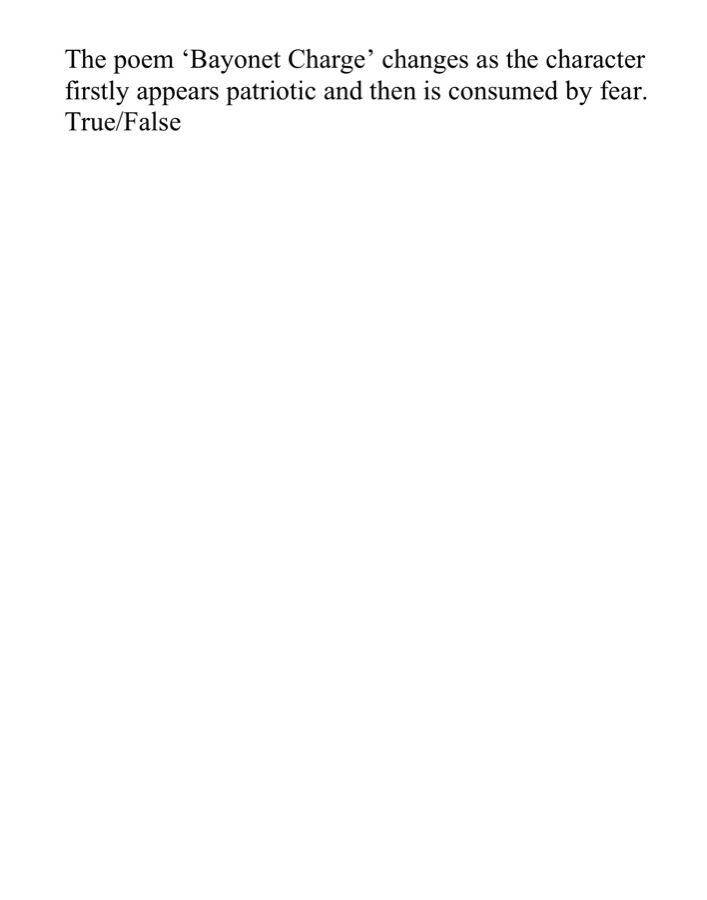 The poem ‘Bayonet Charge’ changes as the character
firstly appears patriotic and then is consumed by fear.
True/False